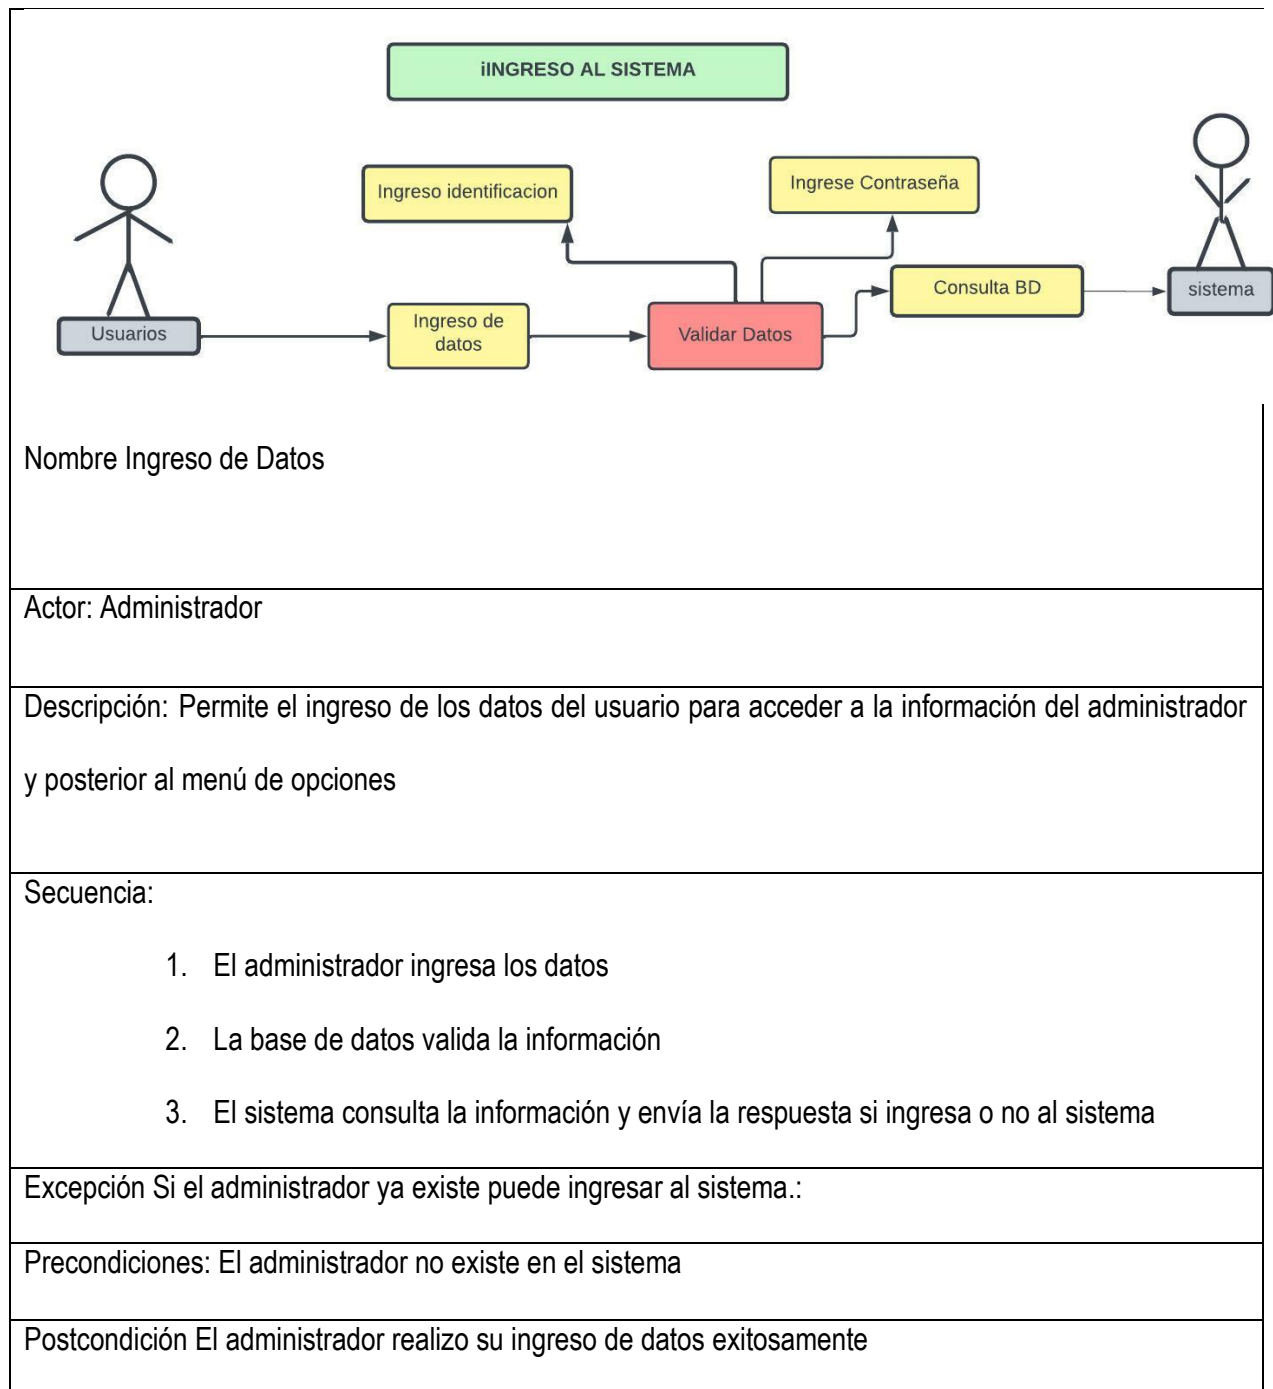 iINGRESO AL SISTEMA
Ingreso identificacion
Ingrese Contraseña
Usuarios
Ingreso de
datos
Validar Datos
Consulta BD
sistema
Nombre Ingreso de Datos
Actor: Administrador
Descripción: Permite el ingreso de los datos del usuario para acceder a la información del administrador
y posterior al menú de opciones
Secuencia:
1. El administrador ingresa los datos
2. La base de datos valida la información
3. El sistema consulta la información y envía la respuesta si ingresa o no al sistema
Excepción Si el administrador ya existe puede ingresar al sistema.:
Precondiciones: El administrador no existe en el sistema
Postcondición El administrador realizo su ingreso de datos exitosamente